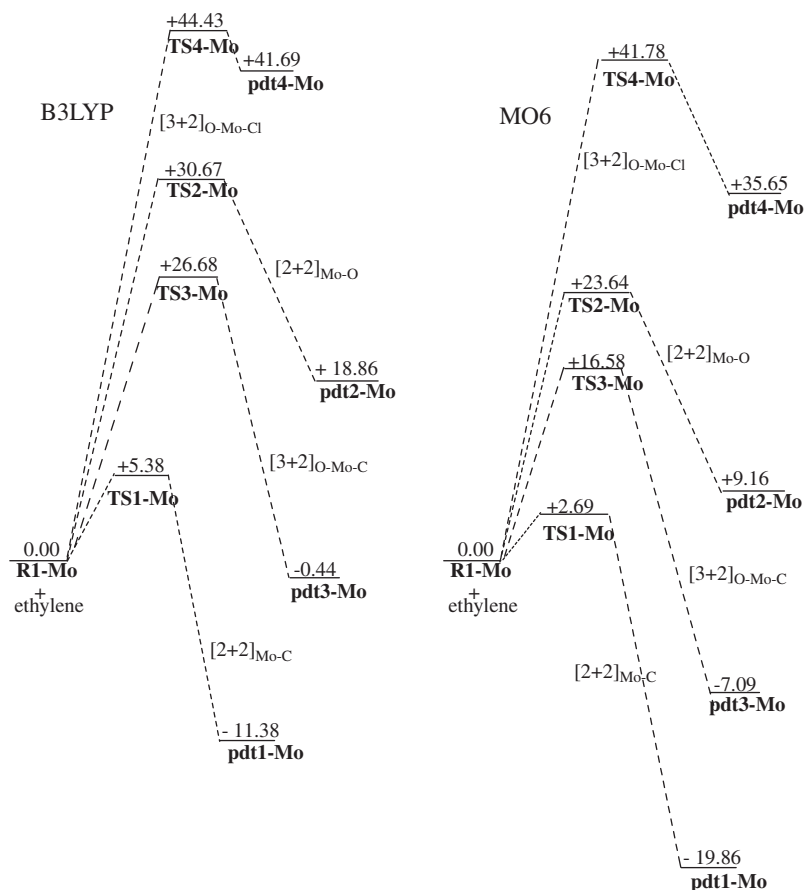 B3LYP
+44.43
TS4-Mo
+41.69
pdt4-Mo
[3+2]O-Mo-Cl
+30.67
TS2-Mo
+26.68
TS3-Mo
[2+2]Mo-O
+ 18.86
pdt2-Mo
+5.38
TS1-Mo
[3+2]O-Mo-C
0.00
R1-Mo
+
ethylene
-0.44
pdt3-Mo
[2+2]Mo-C
- 11.38
pdt1-Mo
MO6
+41.78
TS4-Mo
[3+2]O-Mo-Cl
+35.65
pdt4-Mo
+23.64
TS2-Mo
[2+2]Mo-O
+16.58
TS3-Mo
+9.16
pdt2-Mo
+2.69
TS1-Mo
0.00
R1-Mo
+
ethylene
[3+2]O-Mo-C
[2+2]Mo-C
-7.09
pdt3-Mo
- 19.86
pdt1-Mo